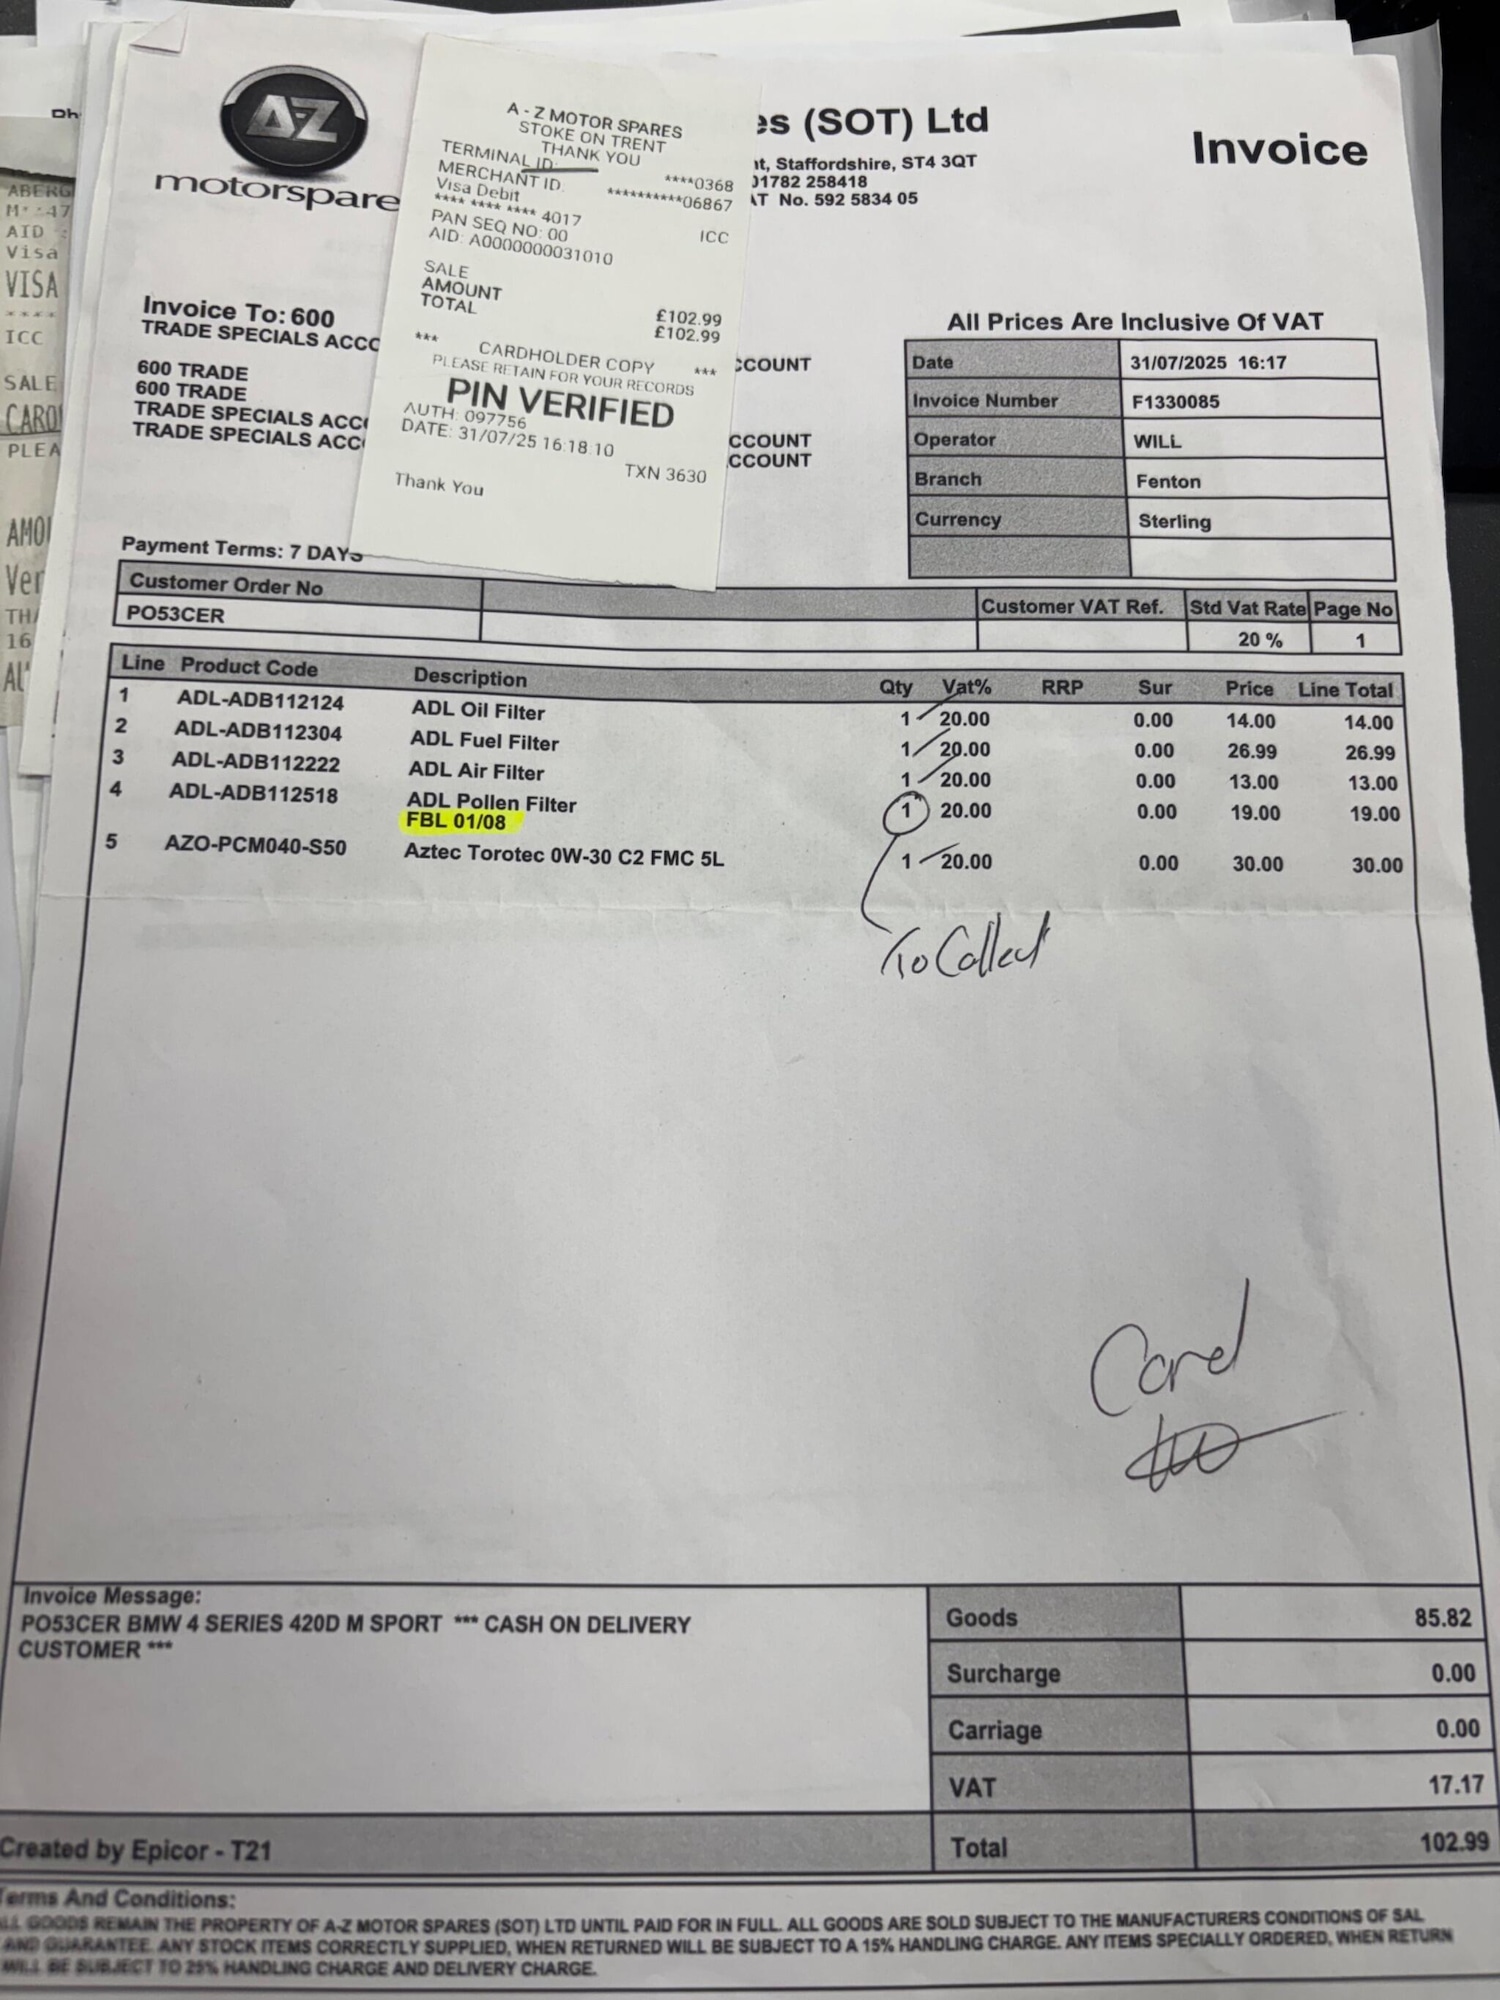 A-Z
motorspare
es (SOT) Ltd
Invoice
nt, Staffordshire, ST4 3QT
01782 258418
AT No. 592 5834 05
A - Z MOTOR SPARES
STOKE ON TRENT
THANK YOU
TERMINAL ID: ****0368
MERCHANT ID. **********06867
Visa Debit
**** **** **** 4017
PAN SEQ NO: 00 ICC
AID: A0000000031010
SALE
AMOUNT £102.99
TOTAL £102.99
*** CARDHOLDER COPY ***
PLEASE RETAIN FOR YOUR RECORDS
PIN VERIFIED
AUTH: 097756
DATE: 31/07/25 16:18:10
TXN 3630
Thank You
ABERG
M**47
AID :
Visa
VISA
****
ICC
SALE
CARD
PLEA
AMO
Ver
TH
16
Invoice To: 600
TRADE SPECIALS ACCO
CCOUNT
600 TRADE
600 TRADE
TRADE SPECIALS ACC
CCOUNT
TRADE SPECIALS ACC
CCOUNT
All Prices Are Inclusive Of VAT
Date 31/07/2025 16:17
Invoice Number F1330085
Operator WILL
Branch Fenton
Currency Sterling
Payment Terms: 7 DAYS
Customer Order No Customer VAT Ref. Std Vat Rate Page No
PO53CER 20 % 1
Line Product Code Description Qty Vat% RRP Sur Price Line Total
1 ADL-ADB112124 ADL Oil Filter 1 20.00 0.00 14.00 14.00
2 ADL-ADB112304 ADL Fuel Filter 1 20.00 0.00 26.99 26.99
3 ADL-ADB112222 ADL Air Filter 1 20.00 0.00 13.00 13.00
4 ADL-ADB112518 ADL Pollen Filter 1 20.00 0.00 19.00 19.00
FBL 01/08
5 AZO-PCM040-S50 Aztec Torotec 0W-30 C2 FMC 5L 1 20.00 0.00 30.00 30.00
To Collect
Card
Invoice Message:
PO53CER BMW 4 SERIES 420D M SPORT *** CASH ON DELIVERY
CUSTOMER ***
Goods 85.82
Surcharge 0.00
Carriage 0.00
VAT 17.17
Total 102.99
Created by Epicor - T21
Terms And Conditions:
ALL GOODS REMAIN THE PROPERTY OF A-Z MOTOR SPARES (SOT) LTD UNTIL PAID FOR IN FULL. ALL GOODS ARE SOLD SUBJECT TO THE MANUFACTURERS CONDITIONS OF SAL
AND GUARANTEE. ANY STOCK ITEMS CORRECTLY SUPPLIED, WHEN RETURNED WILL BE SUBJECT TO A 15% HANDLING CHARGE. ANY ITEMS SPECIALLY ORDERED, WHEN RETURN
WILL BE SUBJECT TO 25% HANDLING CHARGE AND DELIVERY CHARGE.